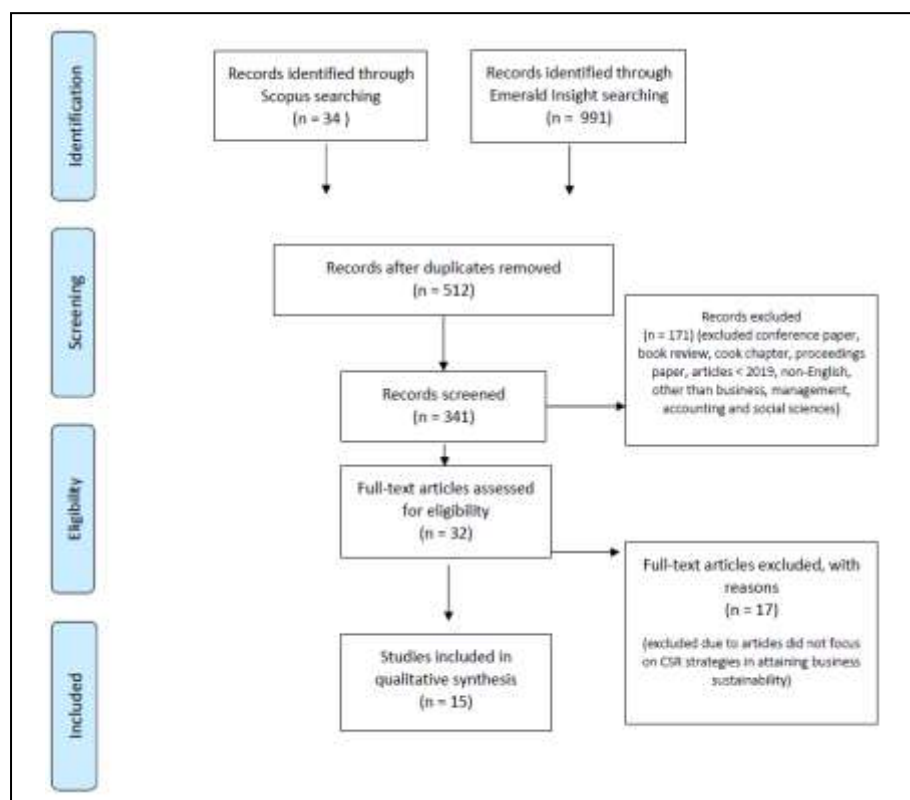 Identification
Records identified through
Scopus searching
(n = 34 )
Records identified through
Emerald Insight searching
(n = 991)
Screening
Records after duplicates removed
(n = 512)
Records excluded
(n = 171) (excluded conference paper,
book review, cook chapter, proceedings
paper, articles < 2019, non-English,
other than business, management,
accounting and social sciences)
Records screened
(n = 341)
Eligibility
Full-text articles assessed
for eligibility
(n = 32)
Full-text articles excluded, with
reasons
(n = 17)
(excluded due to articles did not focus
on CSR strategies in attaining business
sustainability)
Included
Studies included in
qualitative synthesis
(n = 15)